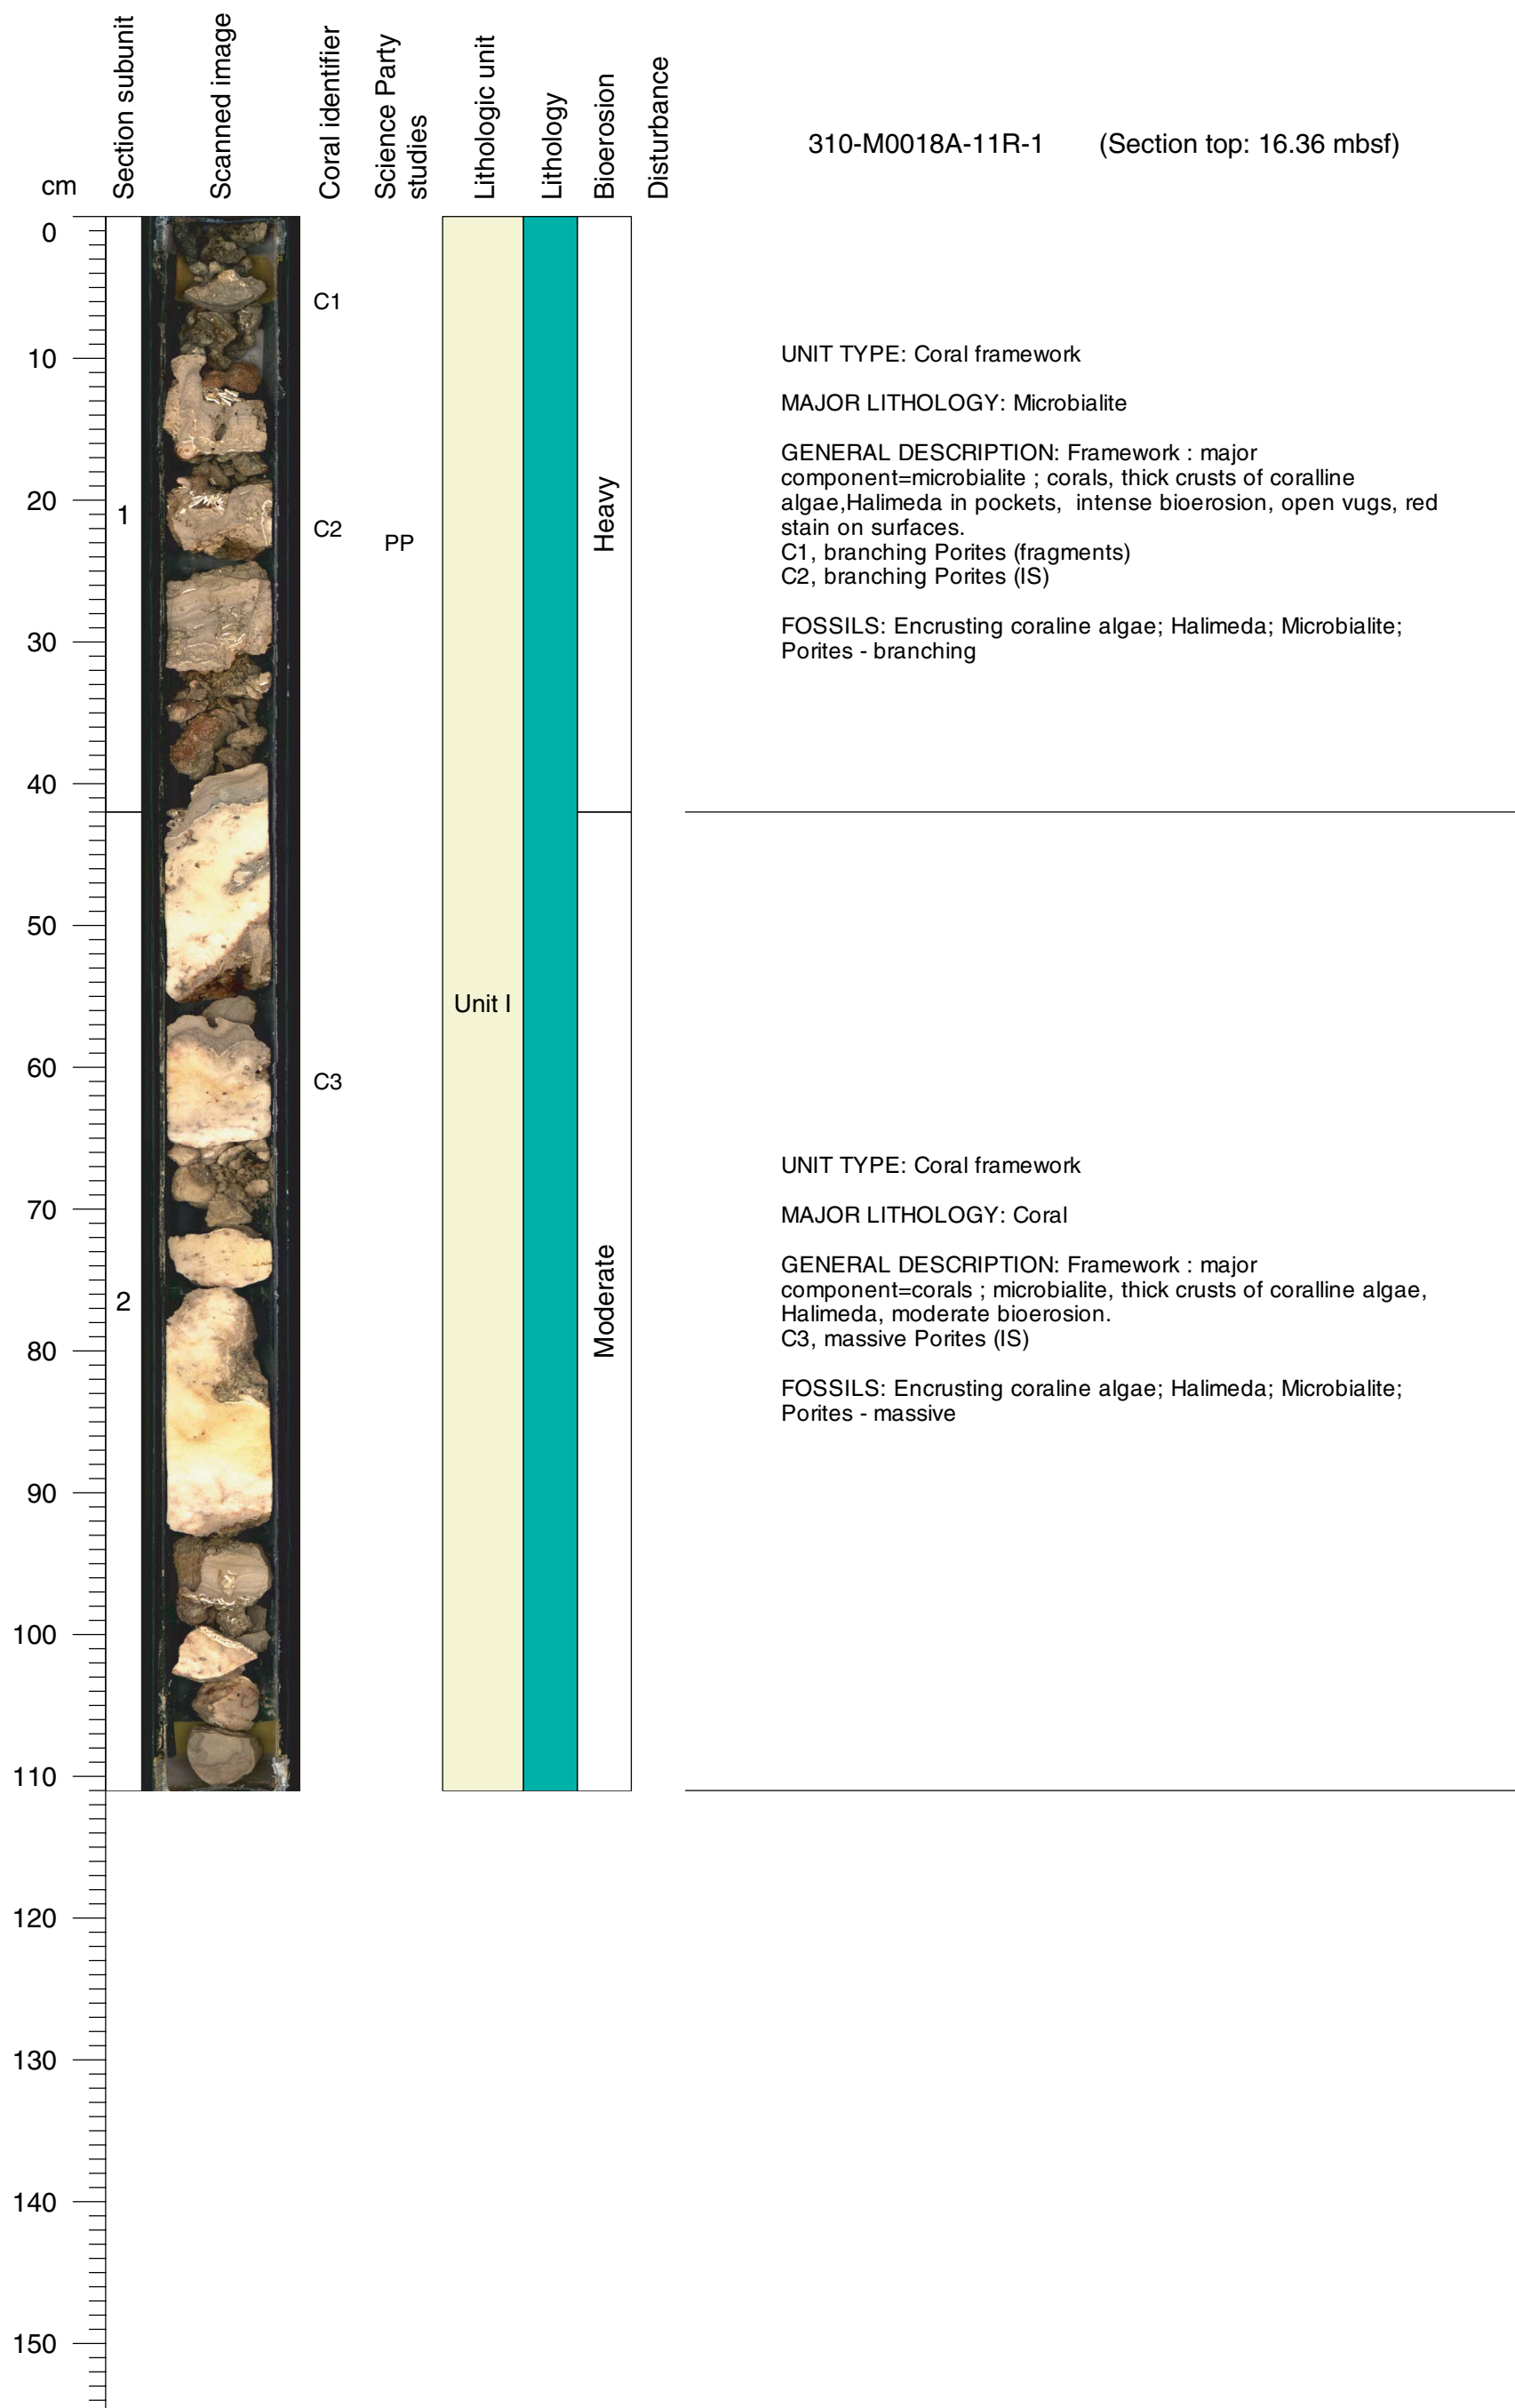 cm
Section subunit
Scanned image
Coral identifier
Science Party
studies
Lithologic unit
Lithology
Bioerosion
Disturbance
310-M0018A-11R-1 (Section top: 16.36 mbsf)
0
10
20
30
40
50
60
70
80
90
100
110
120
130
140
150
1
2
C1
C2
C3
PP
Unit I
Heavy
Moderate
UNIT TYPE: Coral framework
MAJOR LITHOLOGY: Microbialite
GENERAL DESCRIPTION: Framework : major
component=microbialite ; corals, thick crusts of coralline
algae,Halimeda in pockets, intense bioerosion, open vugs, red
stain on surfaces.
C1, branching Porites (fragments)
C2, branching Porites (IS)
FOSSILS: Encrusting coraline algae; Halimeda; Microbialite;
Porites - branching
UNIT TYPE: Coral framework
MAJOR LITHOLOGY: Coral
GENERAL DESCRIPTION: Framework : major
component=corals ; microbialite, thick crusts of coralline algae,
Halimeda, moderate bioerosion.
C3, massive Porites (IS)
FOSSILS: Encrusting coraline algae; Halimeda; Microbialite;
Porites - massive